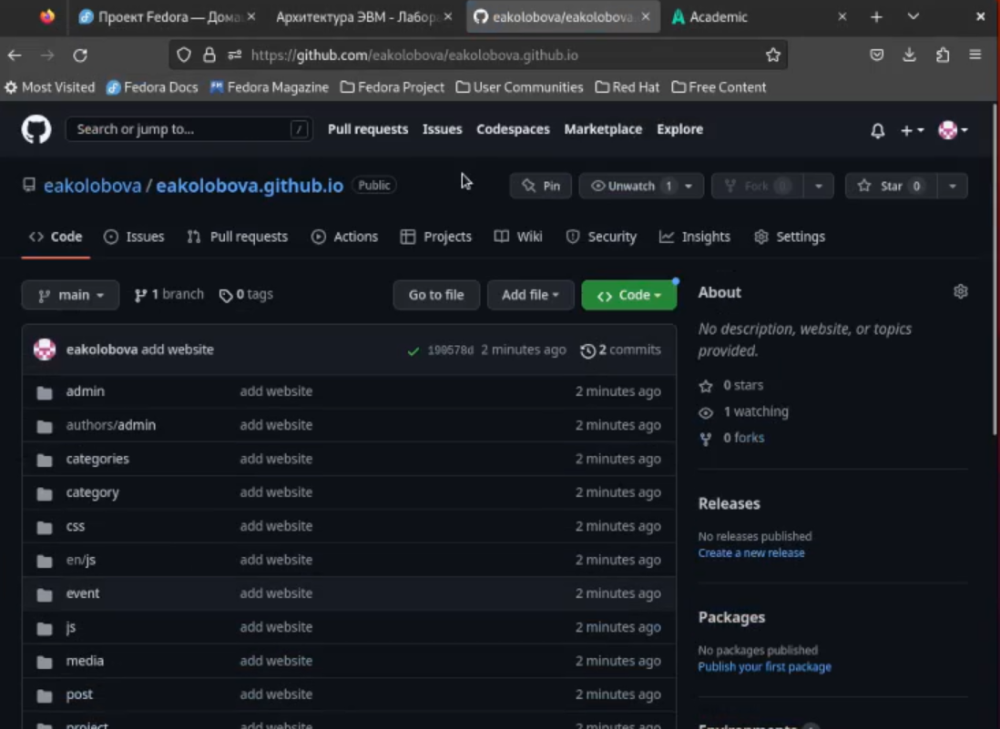 Проект Fedora — Дома
Архитектура ЭВМ - Лабор
eakolobova/eakolobova.
Academic
https://github.com/eakolobova/eakolobova.github.io
Most Visited Fedora Docs Fedora Magazine Fedora Project User Communities Red Hat Free Content
Search or jump to... / Pull requests Issues Codespaces Marketplace Explore
eakolobova / eakolobova.github.io Public Pin Unwatch 1 Fork 0 Star 0
Code Issues Pull requests Actions Projects Wiki Security Insights Settings
main 1 branch 0 tags Go to file Add file Code
eakolobova add website 190578d 2 minutes ago 2 commits
admin add website 2 minutes ago
authors/admin add website 2 minutes ago
categories add website 2 minutes ago
category add website 2 minutes ago
css add website 2 minutes ago
en/js add website 2 minutes ago
event add website 2 minutes ago
js add website 2 minutes ago
media add website 2 minutes ago
post add website 2 minutes ago
project add website 2 minutes ago
About
No description, website, or topics
provided.
0 stars
1 watching
0 forks
Releases
No releases published
Create a new release
Packages
No packages published
Publish your first package
Environments